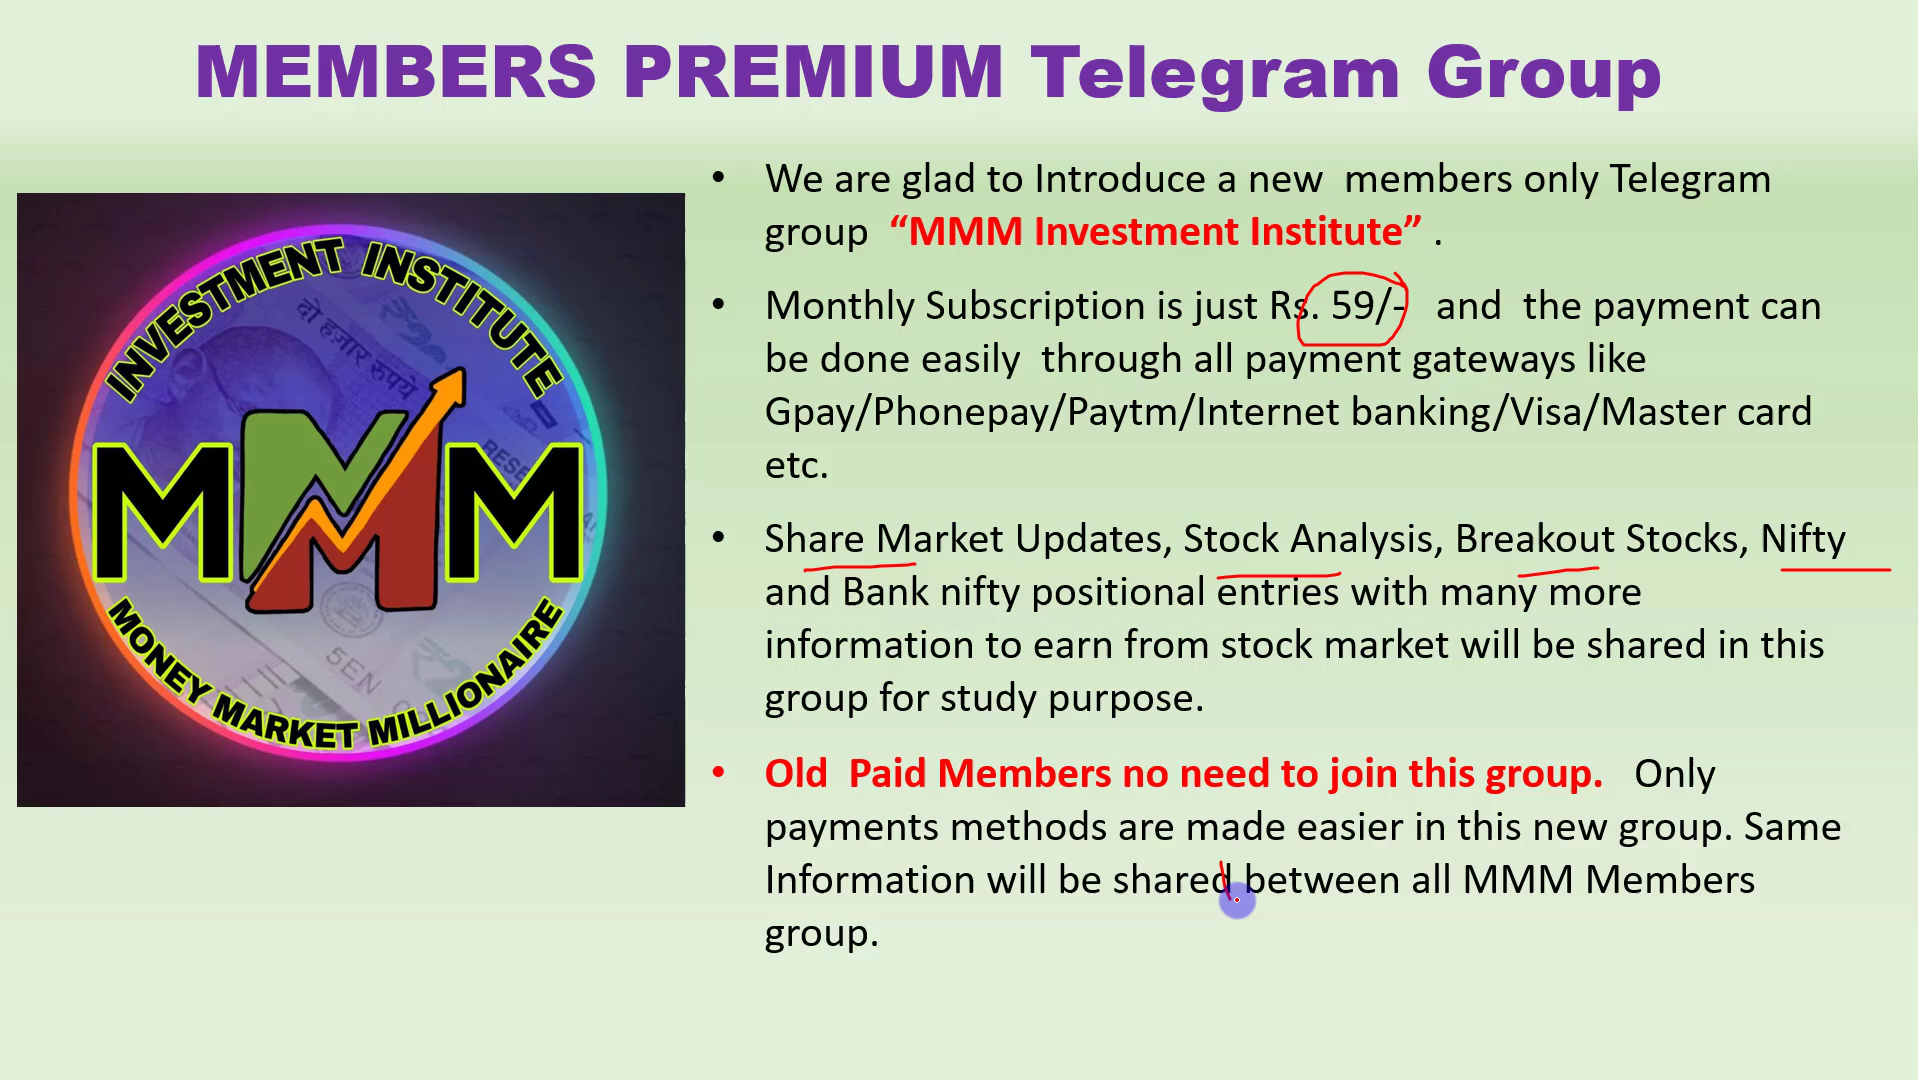 MEMBERS PREMIUM Telegram Group
INVESTMENT INSTITUTE
दो हज़ार रुपये
MMM
5EN
MONEY MARKET MILLIONAIRE
• We are glad to Introduce a new members only Telegram
group “MMM Investment Institute” .
• Monthly Subscription is just Rs. 59/- and the payment can
be done easily through all payment gateways like
Gpay/Phonepay/Paytm/Internet banking/Visa/Master card
etc.
• Share Market Updates, Stock Analysis, Breakout Stocks, Nifty
and Bank nifty positional entries with many more
information to earn from stock market will be shared in this
group for study purpose.
• Old Paid Members no need to join this group. Only
payments methods are made easier in this new group. Same
Information will be shared between all MMM Members
group.